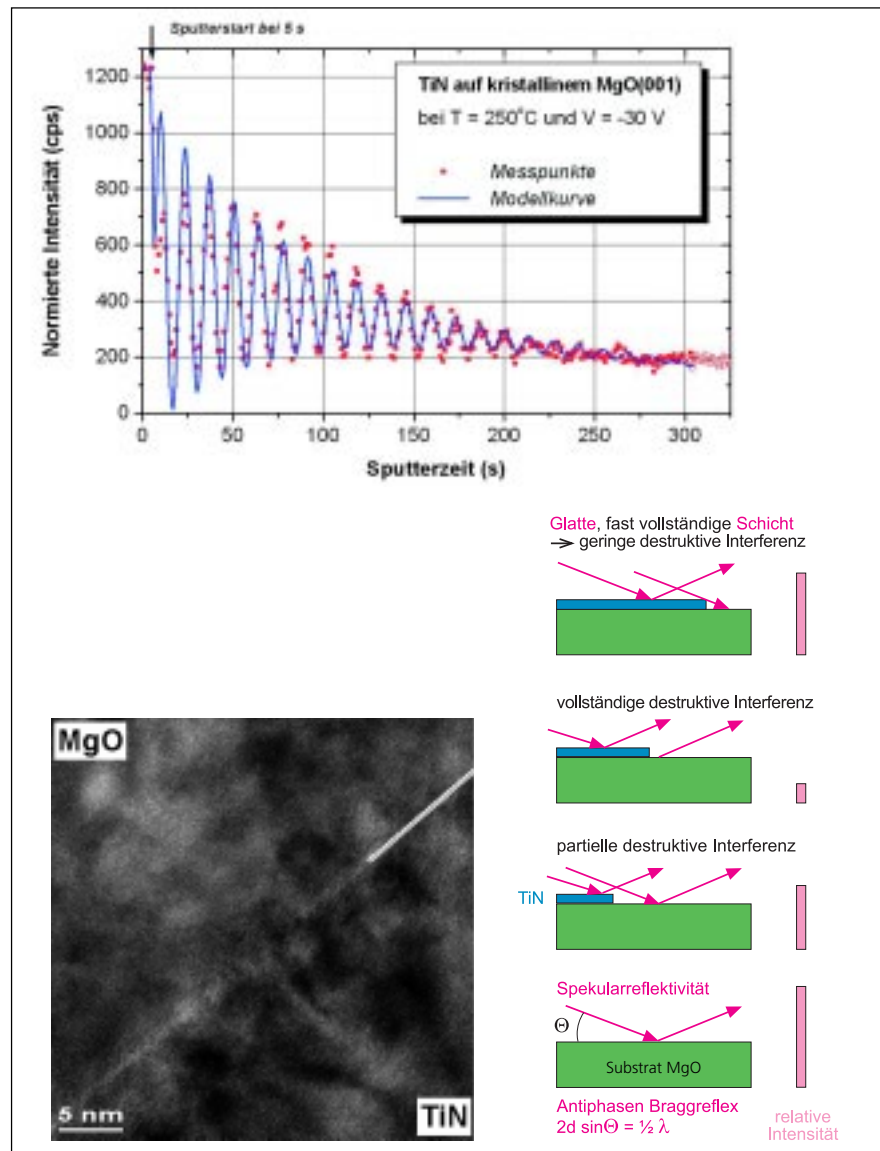 Sputterstart bei 5 s
Normierte Intensität (cps)
1200
1000
800
600
400
200
0
TiN auf kristallinem MgO(001)
bei T = 250°C und V = -30 V
Messpunkte
Modellkurve
0 50 100 150 200 250 300
Sputterzeit (s)
Glatte, fast vollständige Schicht
→ geringe destruktive Interferenz
vollständige destruktive Interferenz
partielle destruktive Interferenz
TiN
Spekularreflektivität
Θ
Substrat MgO
Antiphasen Braggreflex
2d sinΘ = ½ λ
relative
Intensität
MgO
5 nm
TiN